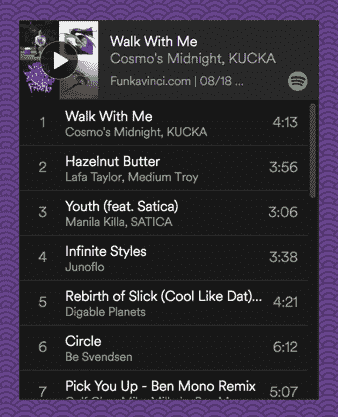 Walk With Me
Cosmo's Midnight, KUCKA
Funkavinci.com | 08/18 ...
1 Walk With Me 4:13
Cosmo's Midnight, KUCKA
2 Hazelnut Butter 3:56
Lafa Taylor, Medium Troy
3 Youth (feat. Satica) 3:06
Manila Killa, SATICA
4 Infinite Styles 3:38
Junoflo
5 Rebirth of Slick (Cool Like Dat)... 4:21
Digable Planets
6 Circle 6:12
Be Svendsen
7 Pick You Up - Ben Mono Remix 5:07